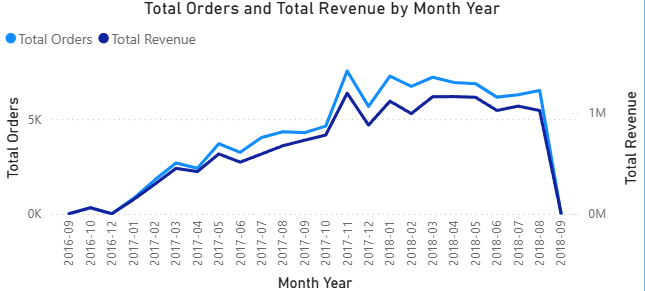 Total Orders and Total Revenue by Month Year
Total Orders Total Revenue
Total Orders
5K
0K
1M
0M
Total Revenue
2016-09
2016-10
2016-12
2017-01
2017-02
2017-03
2017-04
2017-05
2017-06
2017-07
2017-08
2017-09
2017-10
2017-11
2017-12
2018-01
2018-02
2018-03
2018-04
2018-05
2018-06
2018-07
2018-08
2018-09
Month Year